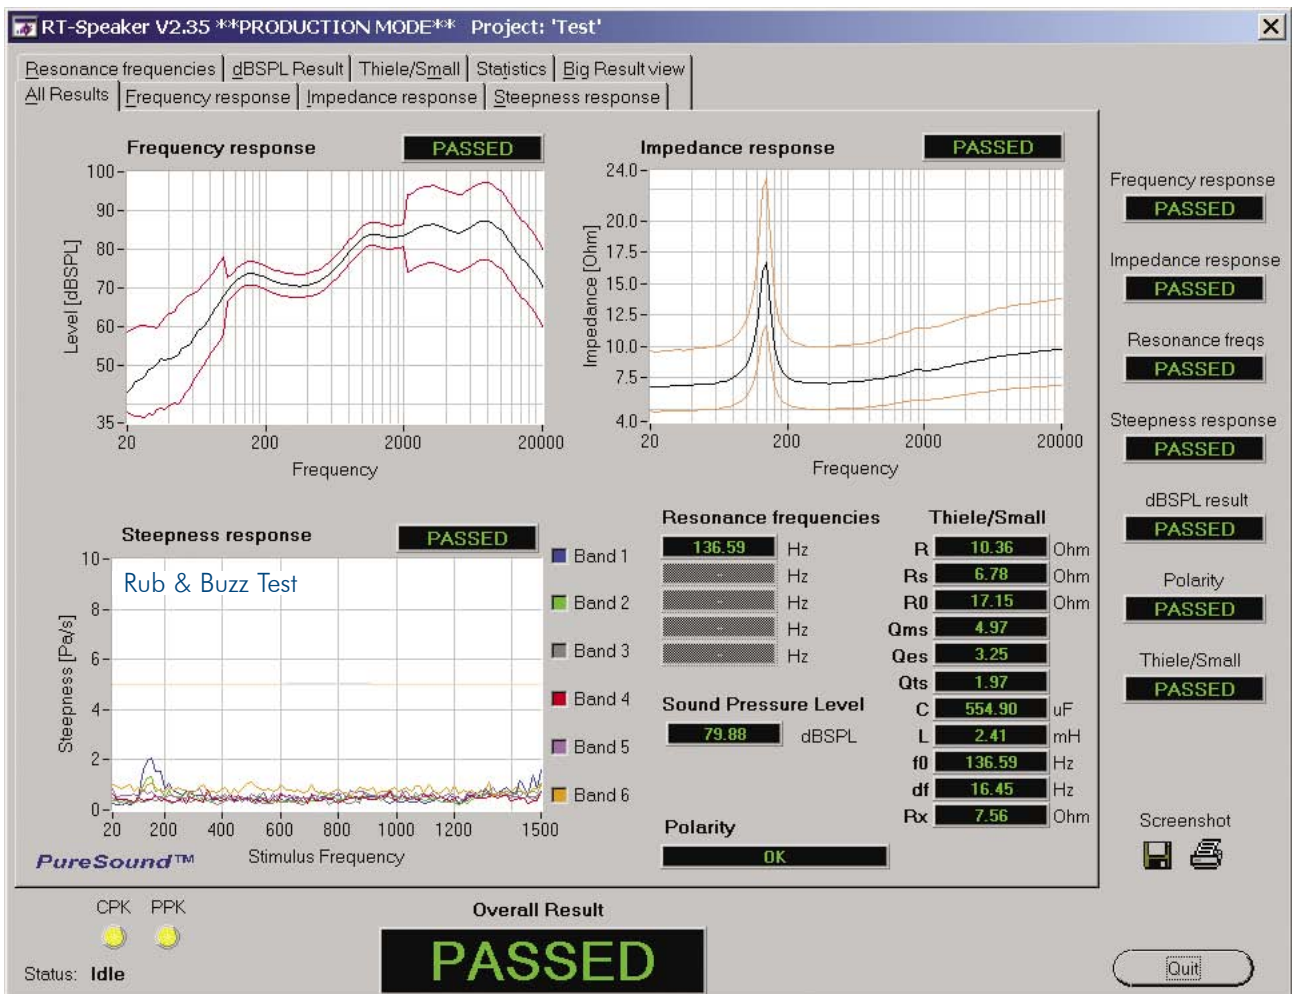 RT-Speaker V2.35 **PRODUCTION MODE** Project: 'Test'
Resonance frequencies dBSPL Result Thiele/Small Statistics Big Result view
All Results Frequency response Impedance response Steepness response
Frequency response PASSED
100
90
80
70
60
50
35
Level [dBSPL]
20 200 2000 20000
Frequency
Impedance response PASSED
24.0
20.0
17.5
15.0
12.5
10.0
7.5
4.0
Impedance [Ohm]
20 200 2000 20000
Frequency
Steepness response PASSED
Rub & Buzz Test
10
8
6
4
2
0
Steepness [Pa/s]
20 200 400 600 800 1000 1200 1500
Stimulus Frequency
PureSound™
Band 1
Band 2
Band 3
Band 4
Band 5
Band 6
Resonance frequencies
136.59 Hz
- Hz
- Hz
- Hz
- Hz
Sound Pressure Level
79.88 dBSPL
Polarity
OK
Thiele/Small
R 10.36 Ohm
Rs 6.78 Ohm
R0 17.15 Ohm
Qms 4.97
Qes 3.25
Qts 1.97
C 554.90 uF
L 2.41 mH
f0 136.59 Hz
df 16.45 Hz
Rx 7.56 Ohm
Frequency response
PASSED
Impedance response
PASSED
Resonance freqs
PASSED
Steepness response
PASSED
dBSPL result
PASSED
Polarity
PASSED
Thiele/Small
PASSED
Screenshot
CPK PPK
Status: Idle
Overall Result
PASSED
Quit